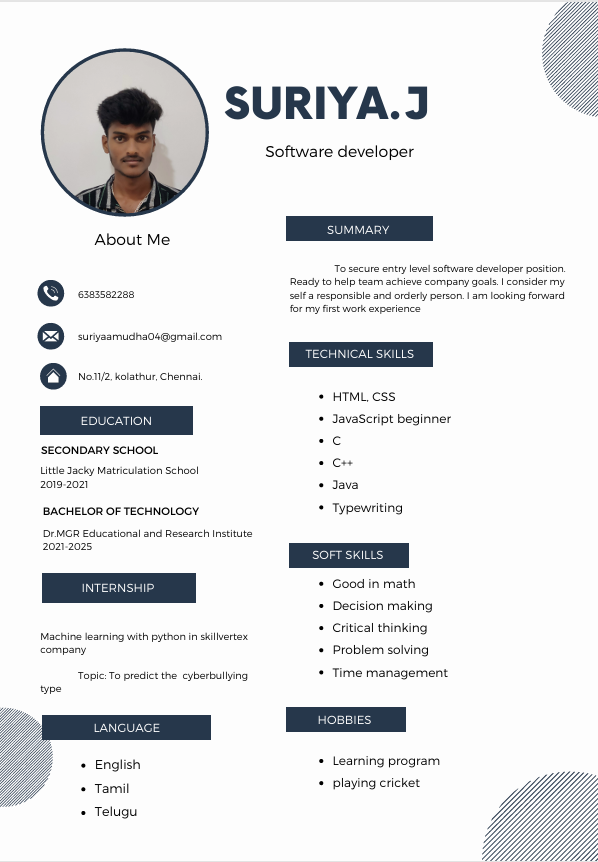 SURIYA.J
Software developer
About Me
6383582288
suriyaamudha04@gmail.com
No.11/2, kolathur, Chennai.
EDUCATION
SECONDARY SCHOOL
Little Jacky Matriculation School
2019-2021
BACHELOR OF TECHNOLOGY
Dr.MGR Educational and Research Institute
2021-2025
INTERNSHIP
Machine learning with python in skillvertex
company
Topic: To predict the cyberbullying
type
LANGUAGE
• English
• Tamil
• Telugu
SUMMARY
To secure entry level software developer position.
Ready to help team achieve company goals. I consider my
self a responsible and orderly person. I am looking forward
for my first work experience
TECHNICAL SKILLS
• HTML, CSS
• JavaScript beginner
• C
• C++
• Java
• Typewriting
SOFT SKILLS
• Good in math
• Decision making
• Critical thinking
• Problem solving
• Time management
HOBBIES
• Learning program
• playing cricket